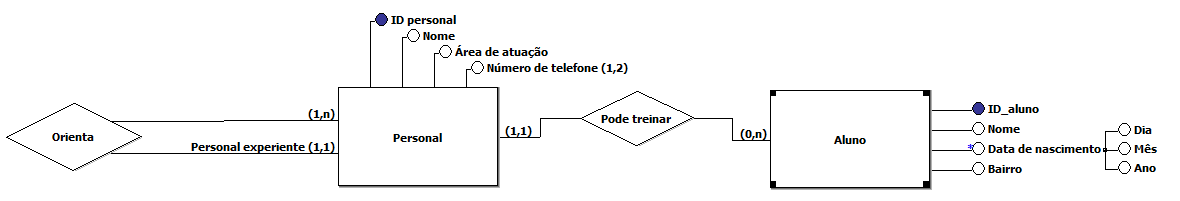 ID personal
Nome
Área de atuação
Número de telefone (1,2)
Orienta
(1,n)
Personal experiente (1,1)
Personal
(1,1)
Pode treinar
(0,n)
Aluno
ID_aluno
Nome
* Data de nascimento
Bairro
Dia
Mês
Ano